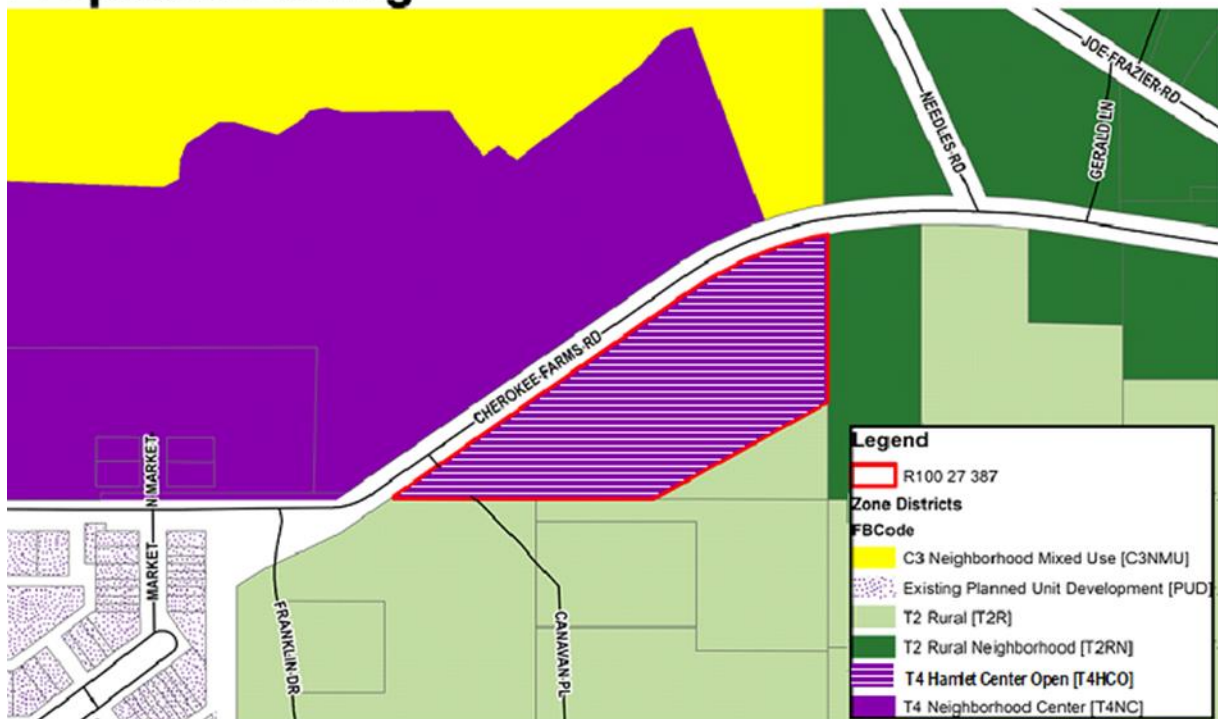 JOE-FRAZIER-RD
NEEDLES-RD
GERALD LN
CHEROKEE-FARMS-RD
N MARKET
MARKET
FRANKLIN-DR
CANAVAN-PL
Legend
R100 27 387
Zone Districts
FBCode
C3 Neighborhood Mixed Use [C3NMU]
Existing Planned Unit Development [PUD]
T2 Rural [T2R]
T2 Rural Neighborhood [T2RN]
T4 Hamlet Center Open [T4HCO]
T4 Neighborhood Center [T4NC]